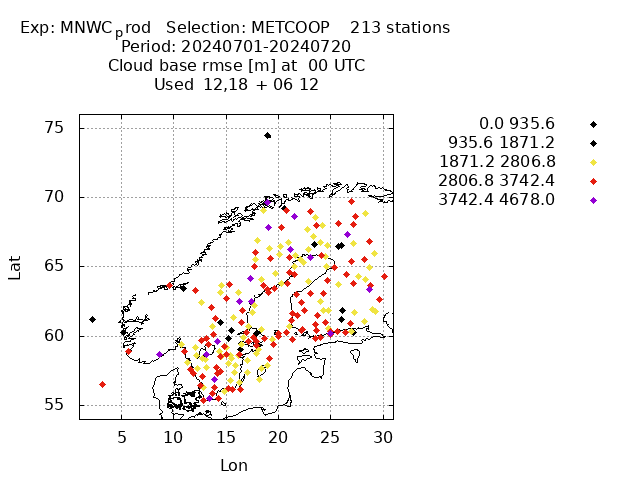 Exp: MNWCprod Selection: METCOOP 213 stations
Period: 20240701-20240720
Cloud base rmse [m] at 00 UTC
Used 12,18 + 06 12
0.0 935.6
935.6 1871.2
1871.2 2806.8
2806.8 3742.4
3742.4 4678.0
75
70
65
60
55
Lat
5 10 15 20 25 30
Lon